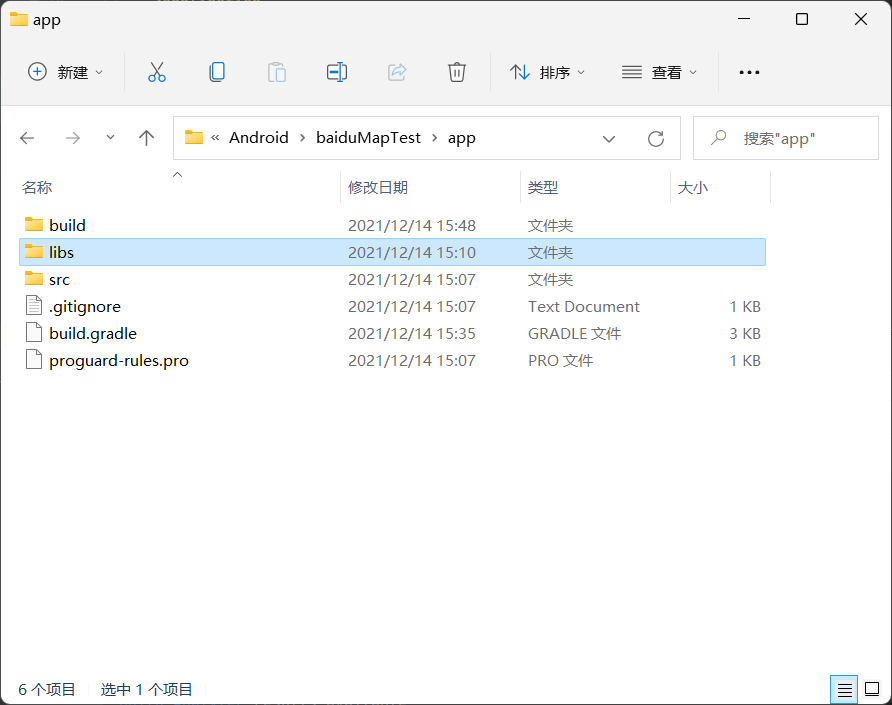 app
新建 排序 查看
« Android > baiduMapTest > app 搜索"app"
名称 修改日期 类型 大小
build 2021/12/14 15:48 文件夹
libs 2021/12/14 15:10 文件夹
src 2021/12/14 15:07 文件夹
.gitignore 2021/12/14 15:07 Text Document 1 KB
build.gradle 2021/12/14 15:35 GRADLE 文件 3 KB
proguard-rules.pro 2021/12/14 15:07 PRO 文件 1 KB
6 个项目 选中 1 个项目